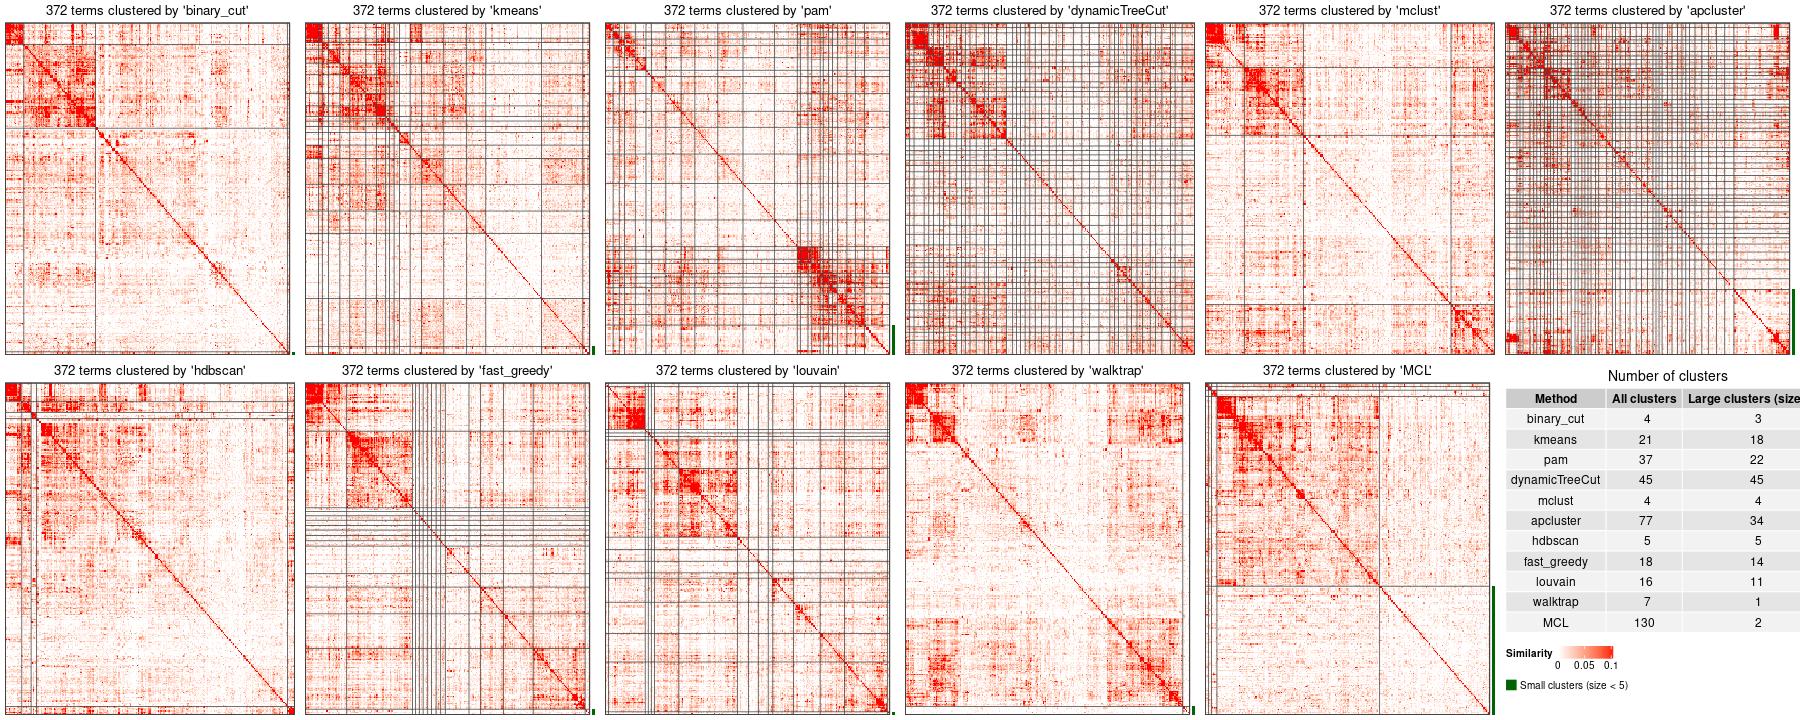 372 terms clustered by 'binary_cut'
372 terms clustered by 'kmeans'
372 terms clustered by 'pam'
372 terms clustered by 'dynamicTreeCut'
372 terms clustered by 'mclust'
372 terms clustered by 'apcluster'
372 terms clustered by 'hdbscan'
372 terms clustered by 'fast_greedy'
372 terms clustered by 'louvain'
372 terms clustered by 'walktrap'
372 terms clustered by 'MCL'
Number of clusters
Method All clusters Large clusters (size
binary_cut 4 3
kmeans 21 18
pam 37 22
dynamicTreeCut 45 45
mclust 4 4
apcluster 77 34
hdbscan 5 5
fast_greedy 18 14
louvain 16 11
walktrap 7 1
MCL 130 2
Similarity
0 0.05 0.1
Small clusters (size < 5)